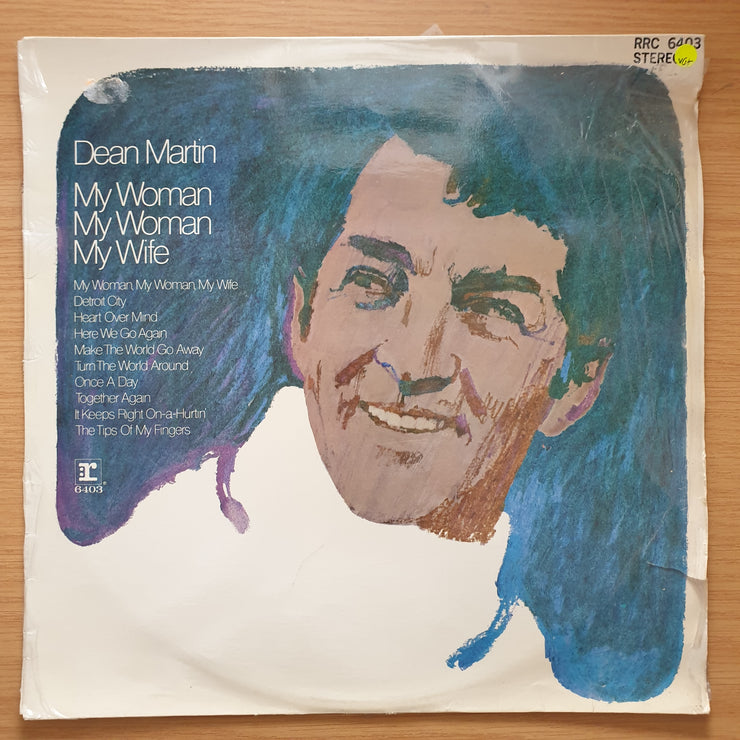 RRC 6403
STEREO
VG+
Dean Martin
My Woman
My Woman
My Wife
My Woman, My Woman, My Wife
Detroit City
Heart Over Mind
Here We Go Again
Make The World Go Away
Turn The World Around
Once A Day
Together Again
It Keeps Right On-a-Hurtin'
The Tips Of My Fingers
r
6403